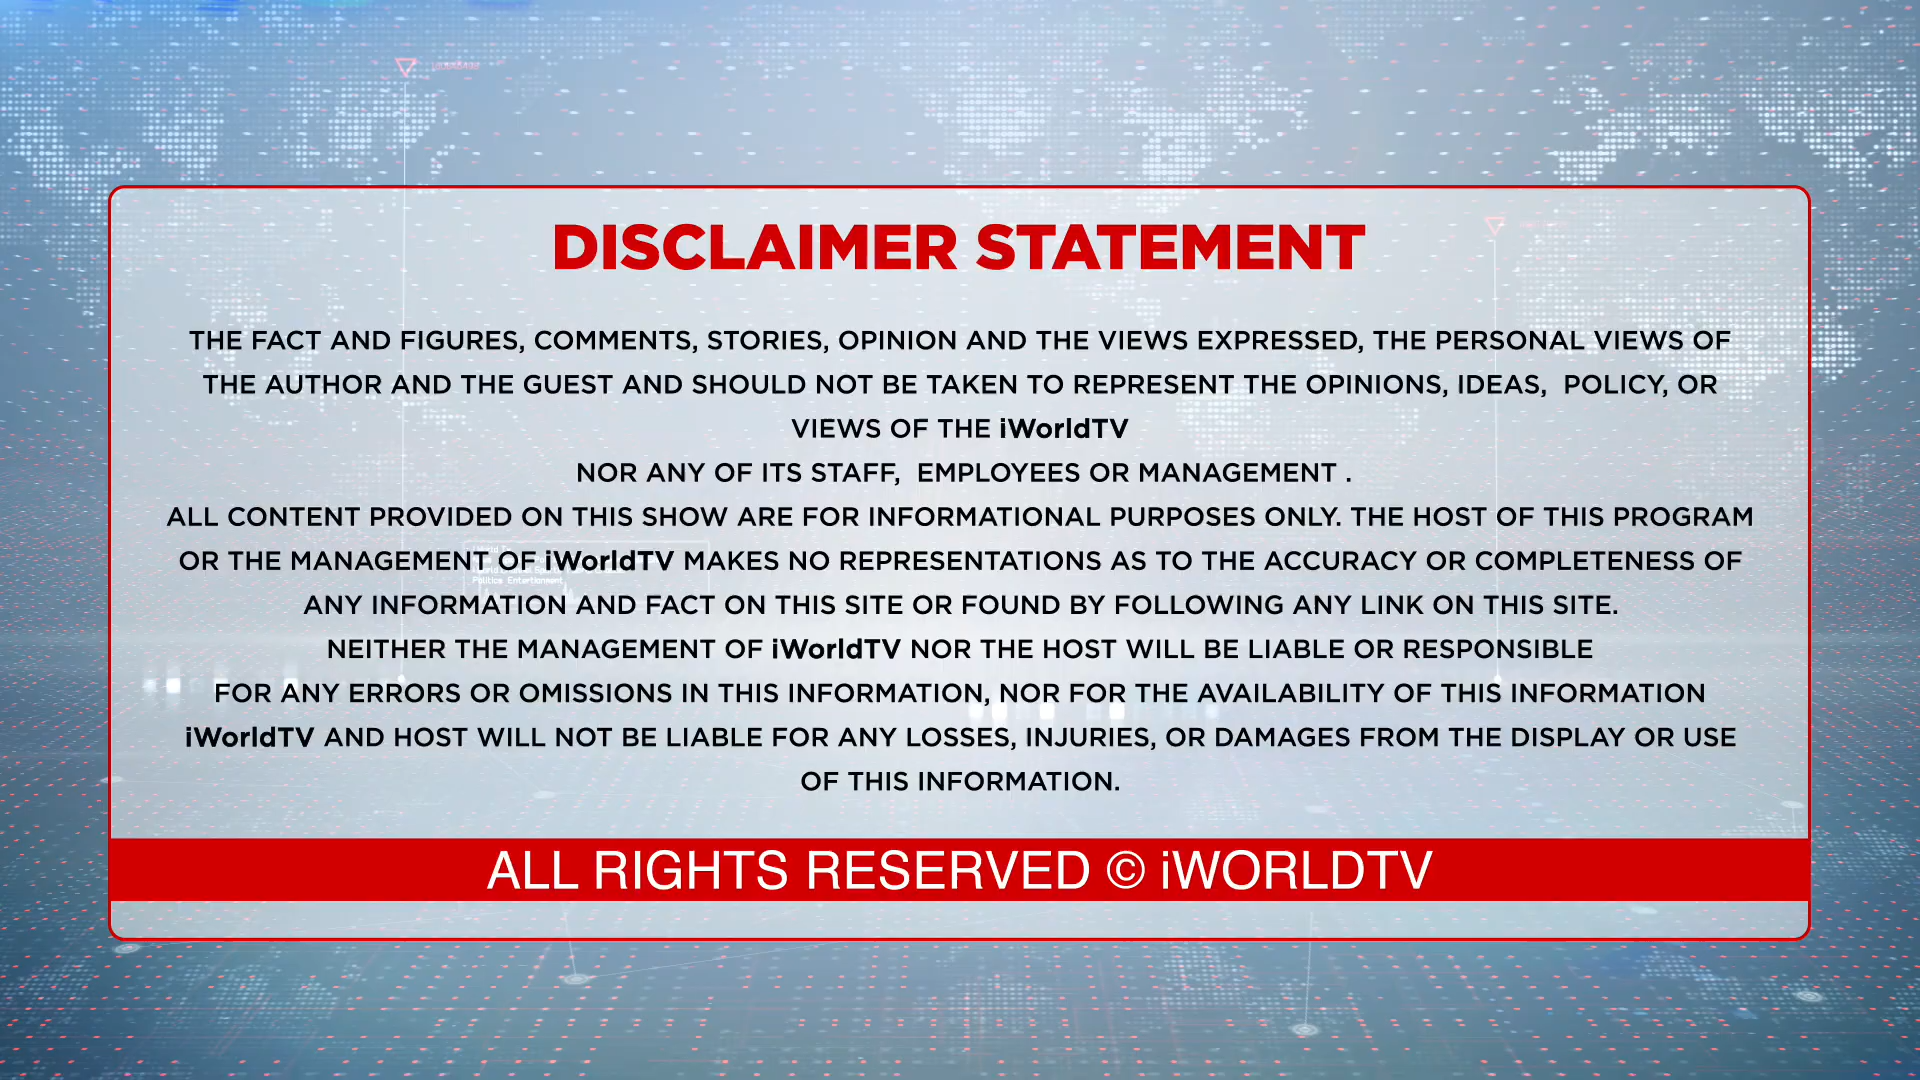 DISCLAIMER STATEMENT
THE FACT AND FIGURES, COMMENTS, STORIES, OPINION AND THE VIEWS EXPRESSED, THE PERSONAL VIEWS OF
THE AUTHOR AND THE GUEST AND SHOULD NOT BE TAKEN TO REPRESENT THE OPINIONS, IDEAS, POLICY, OR
VIEWS OF THE iWorldTV
NOR ANY OF ITS STAFF, EMPLOYEES OR MANAGEMENT .
ALL CONTENT PROVIDED ON THIS SHOW ARE FOR INFORMATIONAL PURPOSES ONLY. THE HOST OF THIS PROGRAM
OR THE MANAGEMENT OF iWorldTV MAKES NO REPRESENTATIONS AS TO THE ACCURACY OR COMPLETENESS OF
Politics Entertainment
ANY INFORMATION AND FACT ON THIS SITE OR FOUND BY FOLLOWING ANY LINK ON THIS SITE.
NEITHER THE MANAGEMENT OF iWorldTV NOR THE HOST WILL BE LIABLE OR RESPONSIBLE
FOR ANY ERRORS OR OMISSIONS IN THIS INFORMATION, NOR FOR THE AVAILABILITY OF THIS INFORMATION
iWorldTV AND HOST WILL NOT BE LIABLE FOR ANY LOSSES, INJURIES, OR DAMAGES FROM THE DISPLAY OR USE
OF THIS INFORMATION.
ALL RIGHTS RESERVED © iWORLDTV